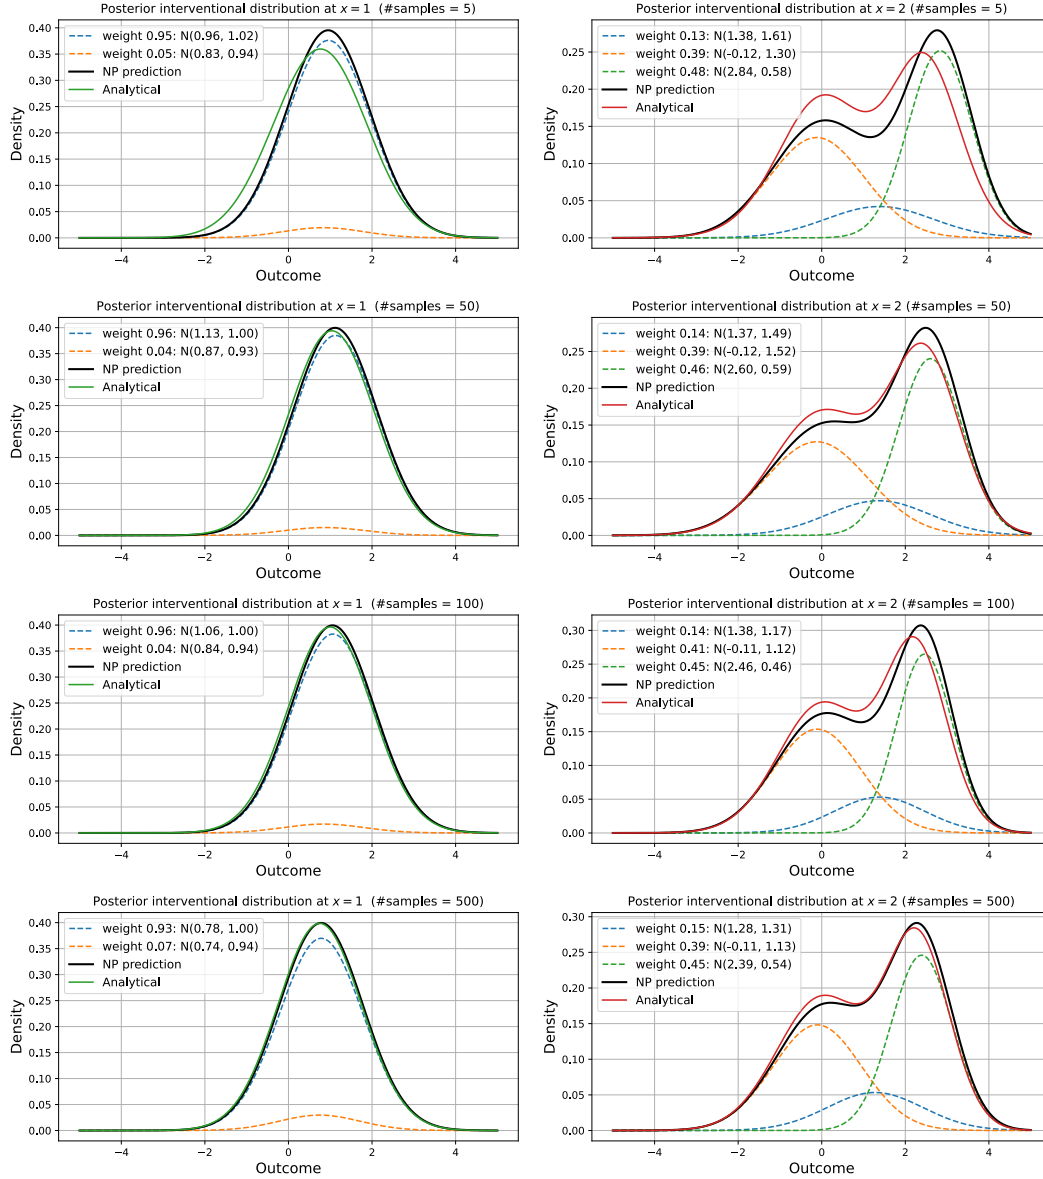 Posterior interventional distribution at x = 1 (#samples = 5)
weight 0.95: N(0.96, 1.02)
weight 0.05: N(0.83, 0.94)
NP prediction
Analytical
0.40
0.35
0.30
0.25
0.20
0.15
0.10
0.05
0.00
Density
−4 −2 0 2 4
Outcome
Posterior interventional distribution at x = 2 (#samples = 5)
weight 0.13: N(1.38, 1.61)
weight 0.39: N(-0.12, 1.30)
weight 0.48: N(2.84, 0.58)
NP prediction
Analytical
0.25
0.20
0.15
0.10
0.05
0.00
Density
−4 −2 0 2 4
Outcome
Posterior interventional distribution at x = 1 (#samples = 50)
weight 0.96: N(1.13, 1.00)
weight 0.04: N(0.87, 0.93)
NP prediction
Analytical
0.40
0.35
0.30
0.25
0.20
0.15
0.10
0.05
0.00
Density
−4 −2 0 2 4
Outcome
Posterior interventional distribution at x = 2 (#samples = 50)
weight 0.14: N(1.37, 1.49)
weight 0.39: N(-0.12, 1.52)
weight 0.46: N(2.60, 0.59)
NP prediction
Analytical
0.25
0.20
0.15
0.10
0.05
0.00
Density
−4 −2 0 2 4
Outcome
Posterior interventional distribution at x = 1 (#samples = 100)
weight 0.96: N(1.06, 1.00)
weight 0.04: N(0.84, 0.94)
NP prediction
Analytical
0.40
0.35
0.30
0.25
0.20
0.15
0.10
0.05
0.00
Density
−4 −2 0 2 4
Outcome
Posterior interventional distribution at x = 2 (#samples = 100)
weight 0.14: N(1.38, 1.17)
weight 0.41: N(-0.11, 1.12)
weight 0.45: N(2.46, 0.46)
NP prediction
Analytical
0.30
0.25
0.20
0.15
0.10
0.05
0.00
Density
−4 −2 0 2 4
Outcome
Posterior interventional distribution at x = 1 (#samples = 500)
weight 0.93: N(0.78, 1.00)
weight 0.07: N(0.74, 0.94)
NP prediction
Analytical
0.40
0.35
0.30
0.25
0.20
0.15
0.10
0.05
0.00
Density
−4 −2 0 2 4
Outcome
Posterior interventional distribution at x = 2 (#samples = 500)
weight 0.15: N(1.28, 1.31)
weight 0.39: N(-0.11, 1.13)
weight 0.45: N(2.39, 0.54)
NP prediction
Analytical
0.30
0.25
0.20
0.15
0.10
0.05
0.00
Density
−4 −2 0 2 4
Outcome